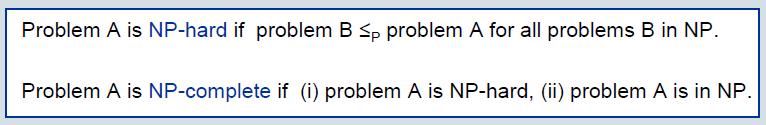 Problem A is NP-hard if problem B ≤P problem A for all problems B in NP.
Problem A is NP-complete if (i) problem A is NP-hard, (ii) problem A is in NP.